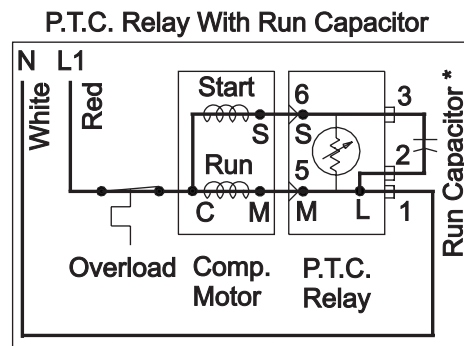 P.T.C. Relay With Run Capacitor
N L1
White
Red
Start
Run
S
C
M
6
S
5
M
L
3
2
1
Run Capacitor *
Overload
Comp.
Motor
P.T.C.
Relay